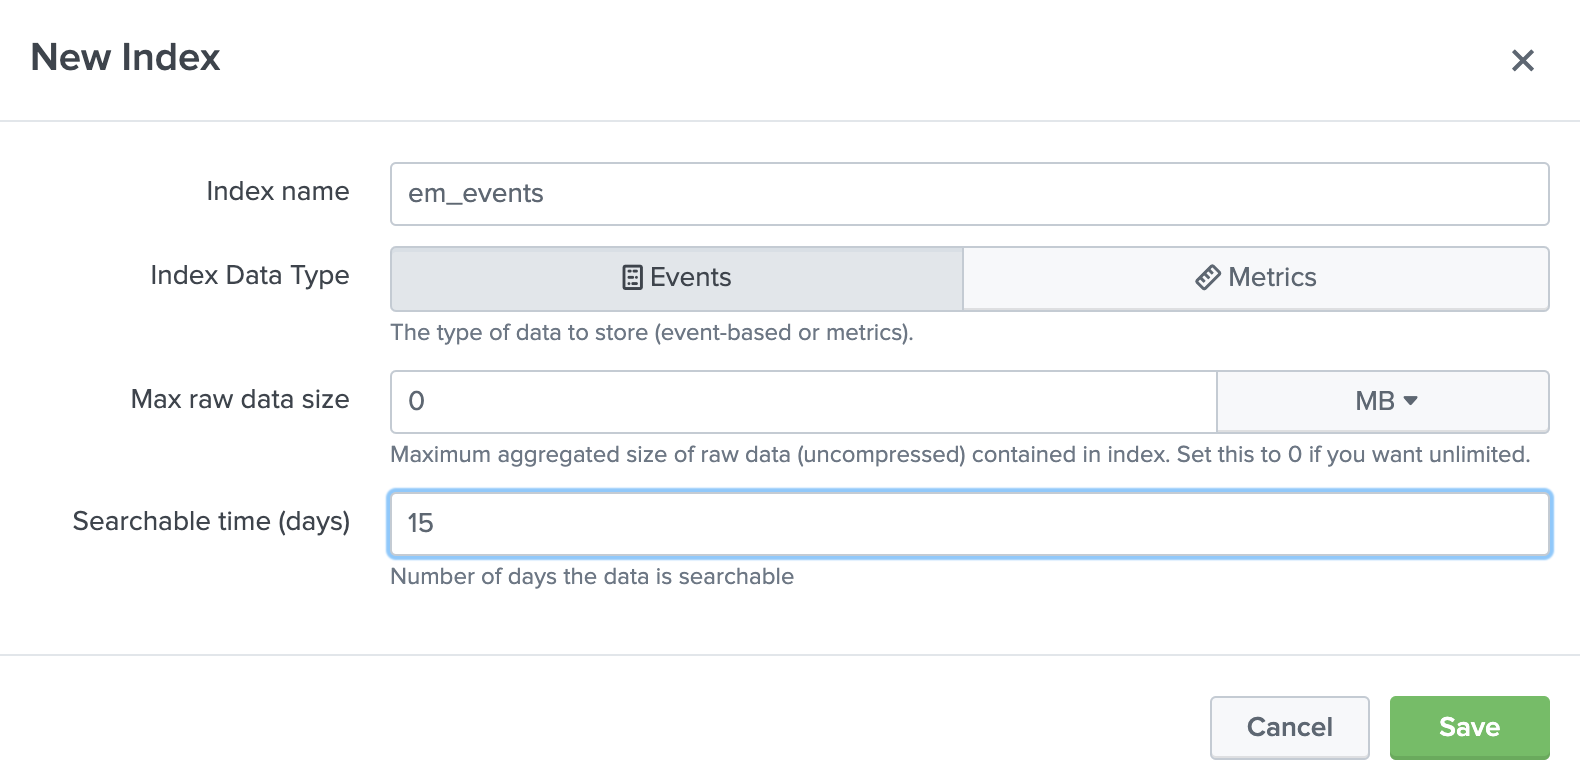 New Index
Index name
em_events
Index Data Type
Events
Metrics
The type of data to store (event-based or metrics).
Max raw data size
0
MB
Maximum aggregated size of raw data (uncompressed) contained in index. Set this to 0 if you want unlimited.
Searchable time (days)
15
Number of days the data is searchable
Cancel
Save